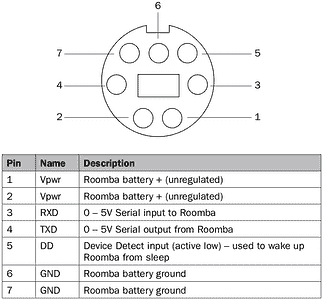 6
7
5
4
3
2
1
Pin Name Description
1 Vpwr Roomba battery + (unregulated)
2 Vpwr Roomba battery + (unregulated)
3 RXD 0 – 5V Serial input to Roomba
4 TXD 0 – 5V Serial output from Roomba
5 DD Device Detect input (active low) – used to wake up
Roomba from sleep
6 GND Roomba battery ground
7 GND Roomba battery ground